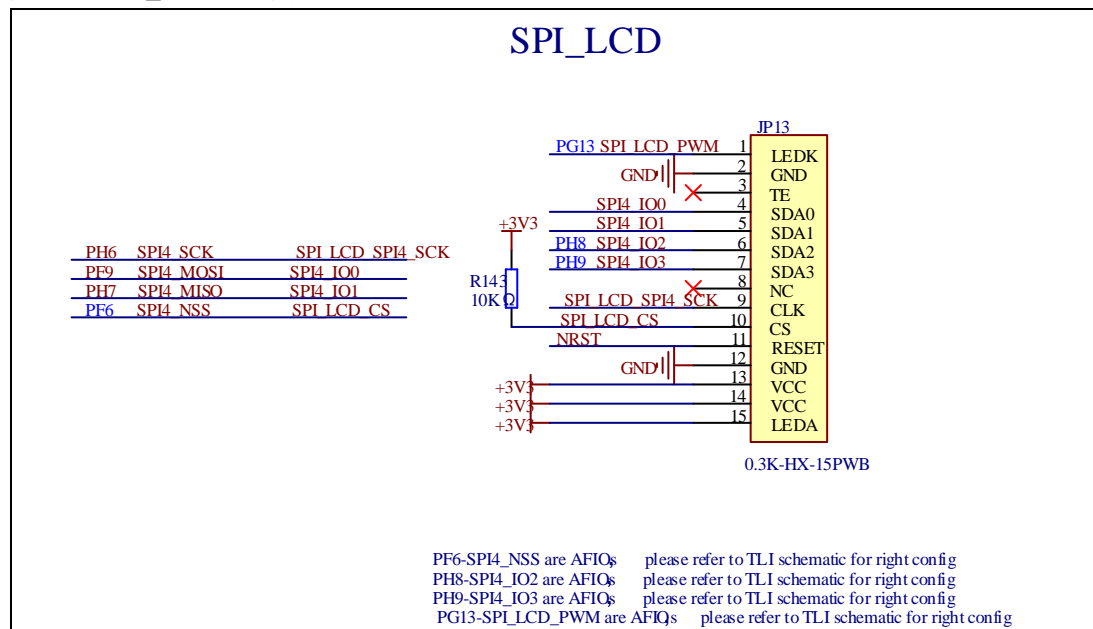 SPI_LCD
JP13
PG13 SPI_LCD_PWM 1 LEDK
GND 2 GND
3 TE
SPI4_IO0 4 SDA0
+3V3 SPI4_IO1 5 SDA1
PH6 SPI4_SCK SPI_LCD_SPI4_SCK PH8 SPI4_IO2 6 SDA2
PF9 SPI4_MOSI SPI4_IO0 PH9 SPI4_IO3 7 SDA3
R143 8 NC
PH7 SPI4_MISO SPI4_IO1 10KΩ SPI_LCD_SPI4_SCK 9 CLK
PF6 SPI4_NSS SPI_LCD_CS SPI_LCD_CS 10 CS
NRST 11 RESET
GND 12 GND
+3V3 13 VCC
+3V3 14 VCC
+3V3 15 LEDA
0.3K-HX-15PWB
PF6-SPI4_NSS are AFIOs, please refer to TLI schematic for right config
PH8-SPI4_IO2 are AFIOs, please refer to TLI schematic for right config
PH9-SPI4_IO3 are AFIOs, please refer to TLI schematic for right config
PG13-SPI_LCD_PWM are AFIOs, please refer to TLI schematic for right config